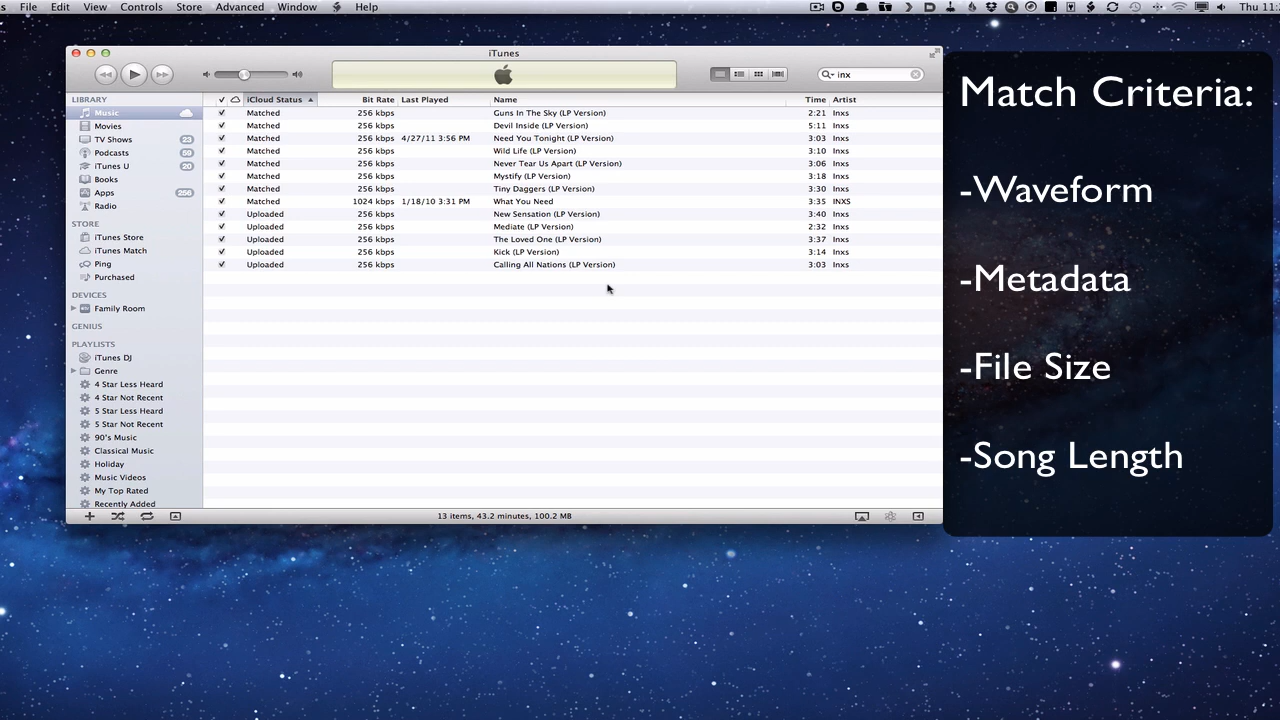 s File Edit View Controls Store Advanced Window Help Thu 11:
iTunes
inx
LIBRARY
Music
Movies
TV Shows 23
Podcasts 59
iTunes U 20
Books
Apps 256
Radio
STORE
iTunes Store
iTunes Match
Ping
Purchased
DEVICES
Family Room
GENIUS
PLAYLISTS
iTunes DJ
Genre
4 Star Less Heard
4 Star Not Recent
5 Star Less Heard
5 Star Not Recent
90's Music
Classical Music
Holiday
Music Videos
My Top Rated
Recently Added
iCloud Status Bit Rate Last Played Name Time Artist
Matched 256 kbps Guns In The Sky (LP Version) 2:21 Inxs
Matched 256 kbps Devil Inside (LP Version) 5:11 Inxs
Matched 256 kbps 4/27/11 3:56 PM Need You Tonight (LP Version) 3:03 Inxs
Matched 256 kbps Wild Life (LP Version) 3:10 Inxs
Matched 256 kbps Never Tear Us Apart (LP Version) 3:06 Inxs
Matched 256 kbps Mystify (LP Version) 3:18 Inxs
Matched 256 kbps Tiny Daggers (LP Version) 3:30 Inxs
Matched 1024 kbps 1/18/10 3:31 PM What You Need 3:35 INXS
Uploaded 256 kbps New Sensation (LP Version) 3:40 Inxs
Uploaded 256 kbps Mediate (LP Version) 2:32 Inxs
Uploaded 256 kbps The Loved One (LP Version) 3:37 Inxs
Uploaded 256 kbps Kick (LP Version) 3:14 Inxs
Uploaded 256 kbps Calling All Nations (LP Version) 3:03 Inxs
13 items, 43.2 minutes, 100.2 MB
Match Criteria:
-Waveform
-Metadata
-File Size
-Song Length